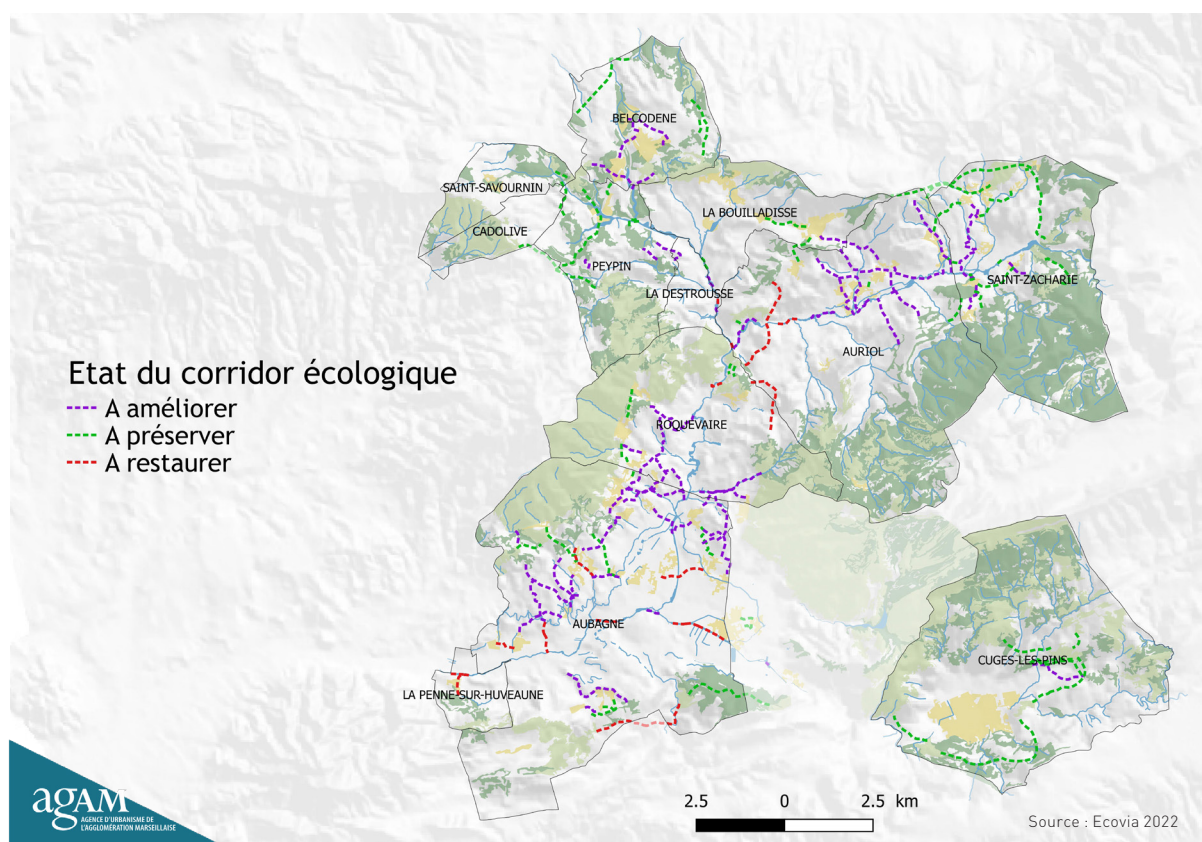 BELCODENE
SAINT-SAVOURNIN
LA BOUILLADISSE
CADOLIVE
PEYPIN
SAINT-ZACHARIE
LA DESTROUSSE
AURIOL
Etat du corridor écologique
A améliorer
A préserver
A restaurer
ROQUEVAIRE
AUBAGNE
CUGES-LES-PINS
LA PENNE-SUR-HUVEAUNE
agAM
AGENCE D'URBANISME DE
L'AGGLOMÉRATION MARSEILLAISE
2.5 0 2.5 km
Source : Ecovia 2022